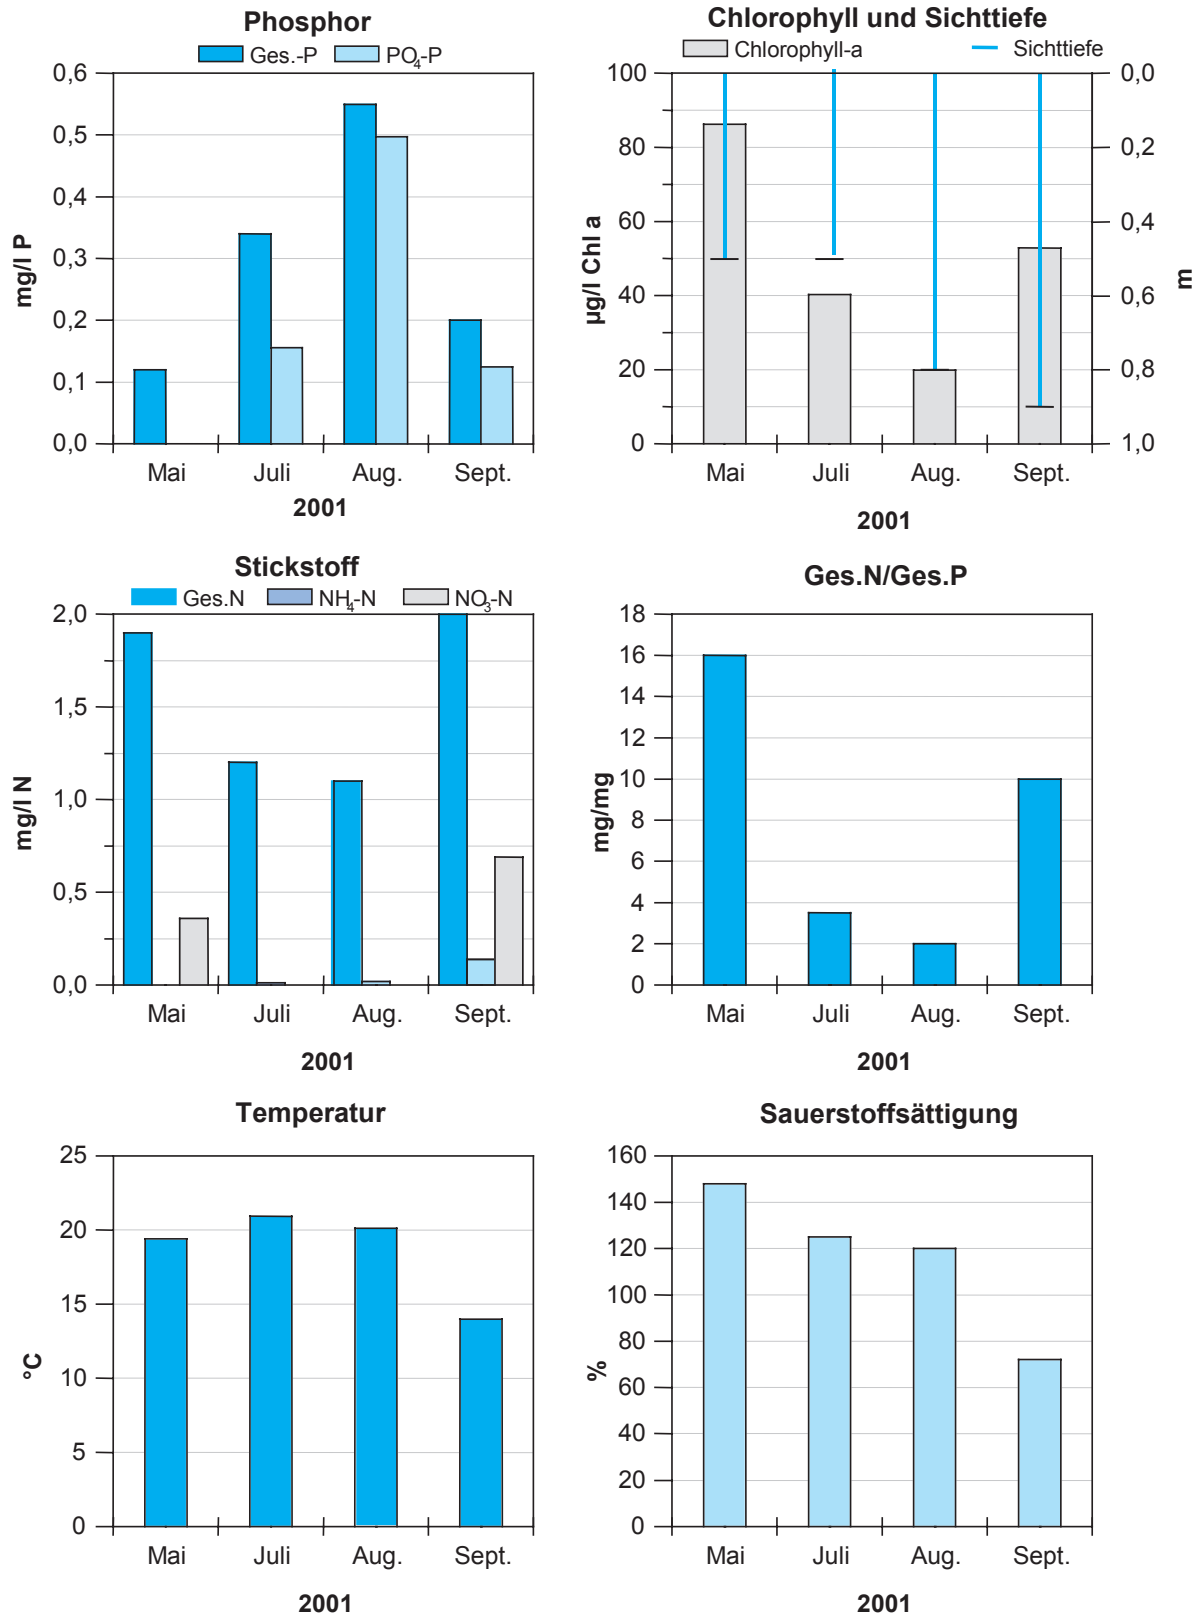 Phosphor
Ges.-P PO4-P
0,6
0,5
0,4
0,3
0,2
0,1
0,0
mg/l P
Mai Juli Aug. Sept.
2001
Chlorophyll und Sichttiefe
Chlorophyll-a Sichttiefe
100
80
60
40
20
0
µg/l Chl a
0,0
0,2
0,4
0,6
0,8
1,0
m
Mai Juli Aug. Sept.
2001
Stickstoff
Ges.N NH4-N NO3-N
2,0
1,5
1,0
0,5
0,0
mg/l N
Mai Juli Aug. Sept.
2001
Ges.N/Ges.P
18
16
14
12
10
8
6
4
2
0
mg/mg
Mai Juli Aug. Sept.
2001
Temperatur
25
20
15
10
5
0
°C
Mai Juli Aug. Sept.
2001
Sauerstoffsättigung
160
140
120
100
80
60
40
20
0
%
Mai Juli Aug. Sept.
2001